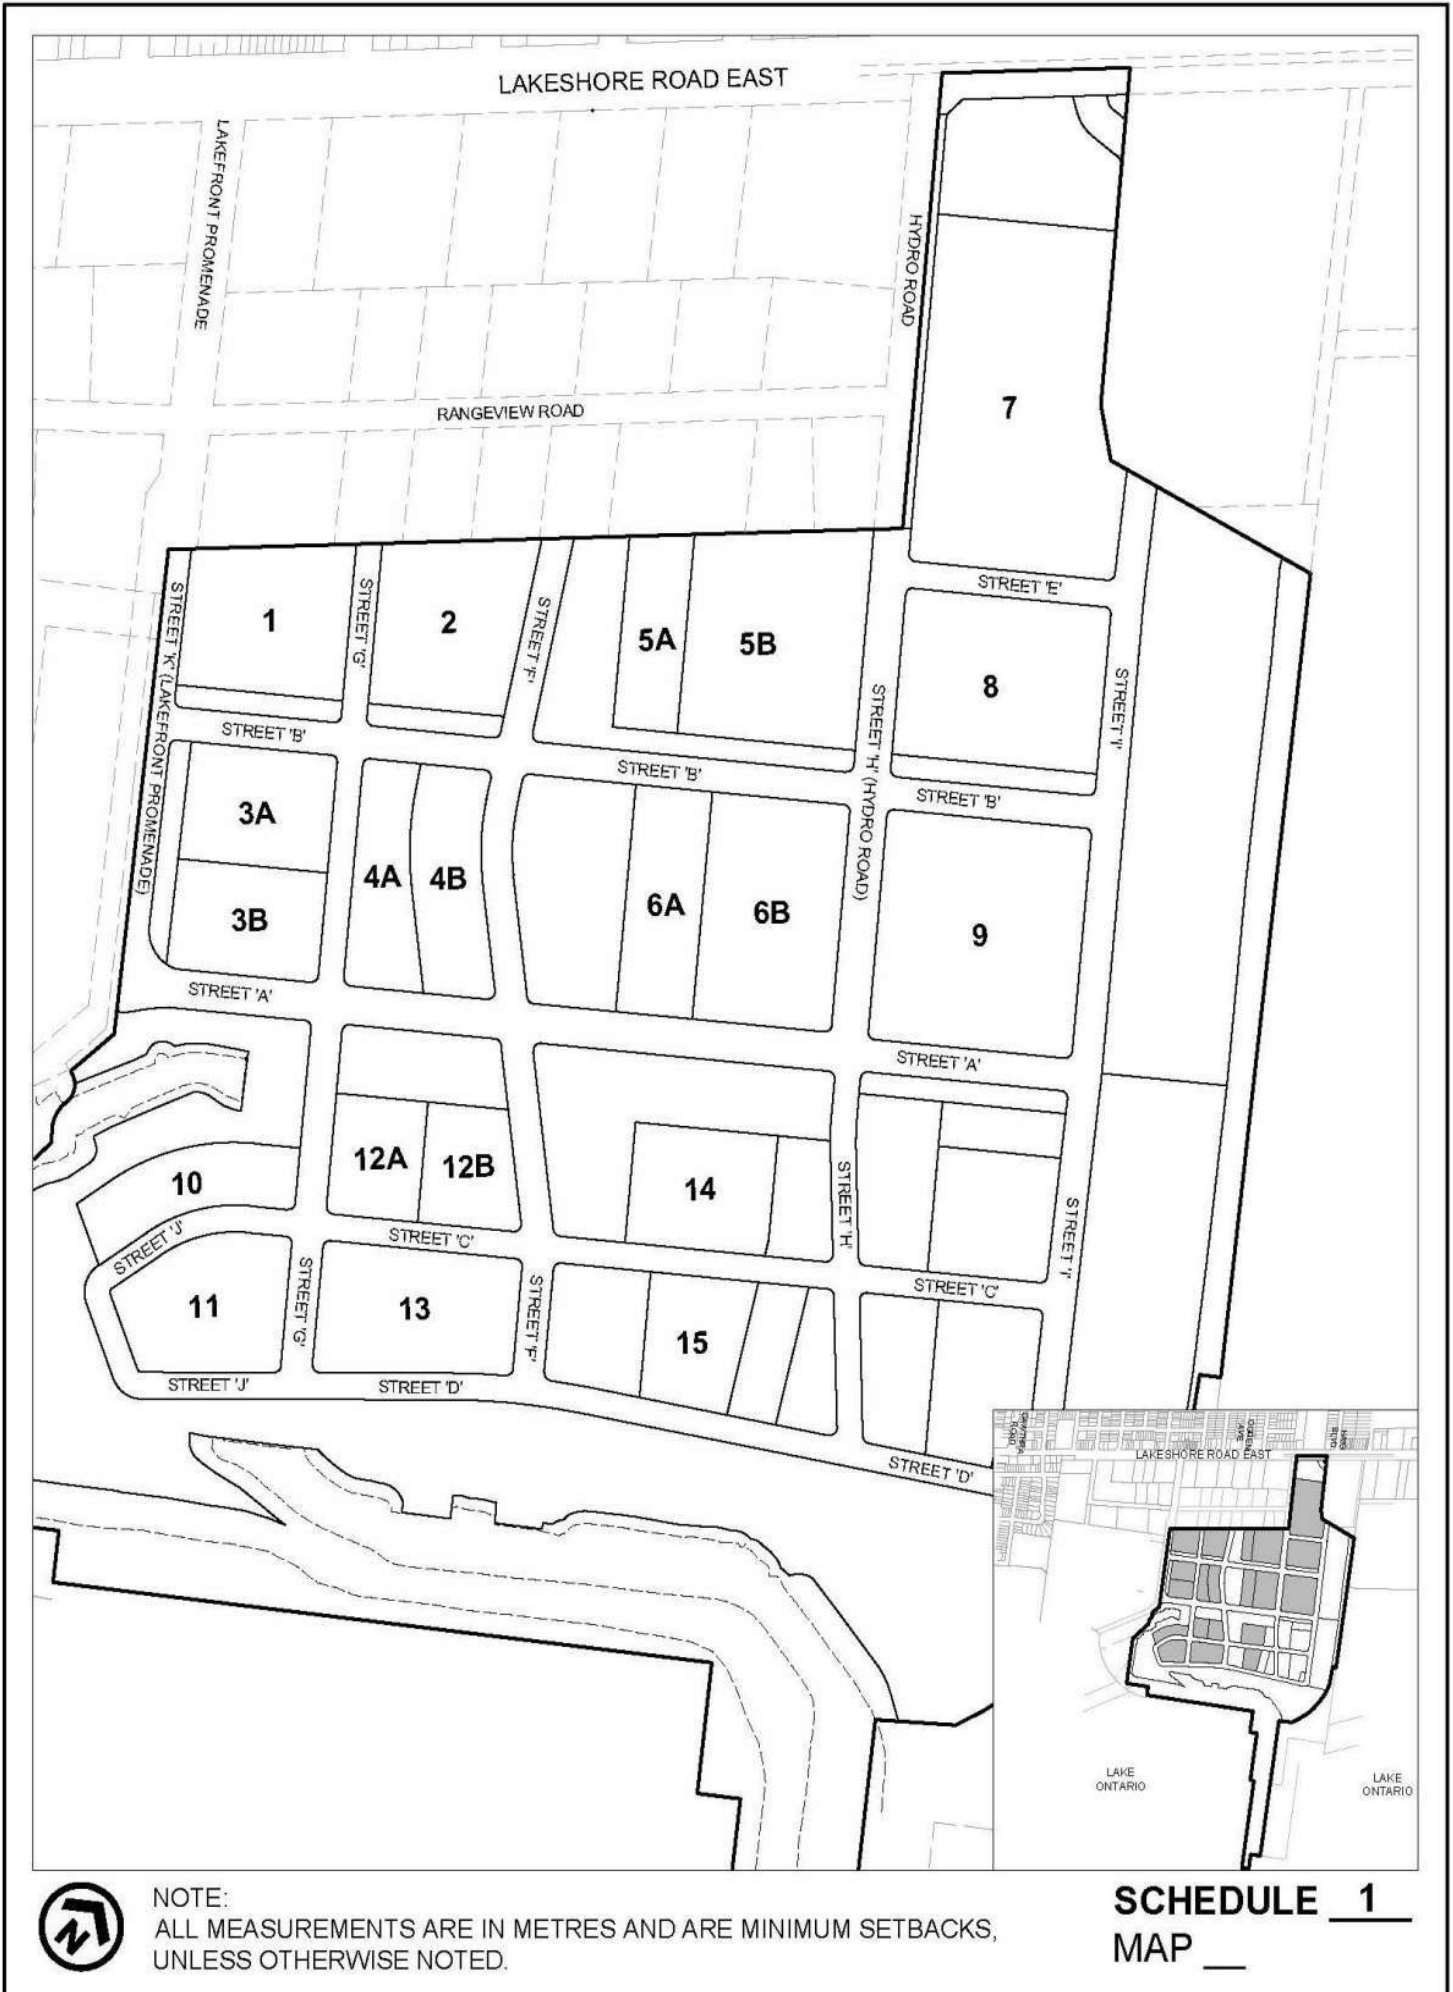 LAKESHORE ROAD EAST
LAKEFRONT PROMENADE
HYDRO ROAD
RANGEVIEW ROAD
7
STREET 'E'
1
2
5A
5B
8
STREET 'K' (LAKEFRONT PROMENADE)
STREET 'G'
STREET 'F'
STREET 'H' (HYDRO ROAD)
STREET 'I'
STREET 'B'
STREET 'B'
STREET 'B'
3A
3B
4A
4B
6A
6B
9
STREET 'A'
STREET 'A'
10
12A
12B
14
STREET 'H'
STREET 'I'
STREET 'J'
STREET 'C'
STREET 'C'
11
STREET 'G'
13
STREET 'F'
15
STREET 'J'
STREET 'D'
STREET 'D'
LAKESHORE ROAD EAST
LAKE
ONTARIO
LAKE
ONTARIO
N
NOTE:
ALL MEASUREMENTS ARE IN METRES AND ARE MINIMUM SETBACKS,
UNLESS OTHERWISE NOTED.
SCHEDULE 1
MAP __